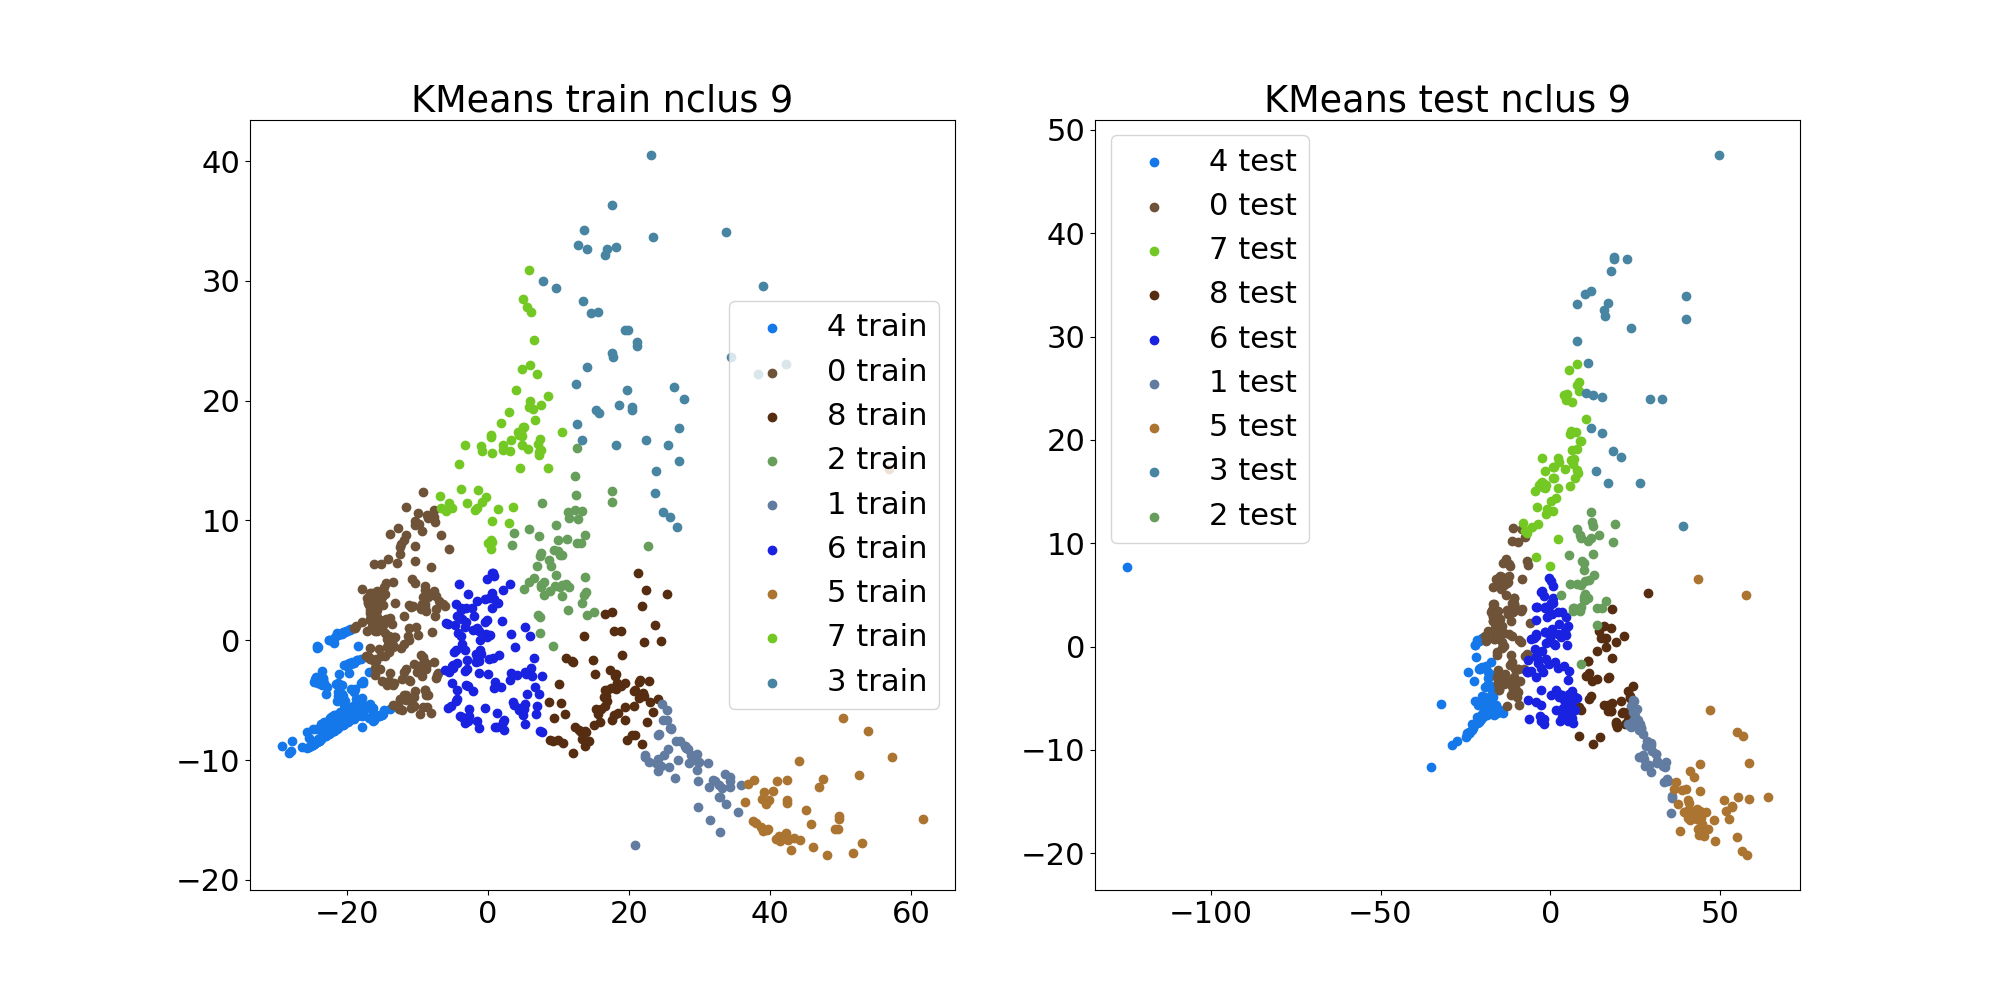 KMeans train nclus 9
40
30
20
10
0
−10
−20
−20
0
20
40
60
4 train
0 train
8 train
2 train
1 train
6 train
5 train
7 train
3 train
KMeans test nclus 9
50
40
30
20
10
0
−10
−20
−100
−50
0
50
4 test
0 test
7 test
8 test
6 test
1 test
5 test
3 test
2 test